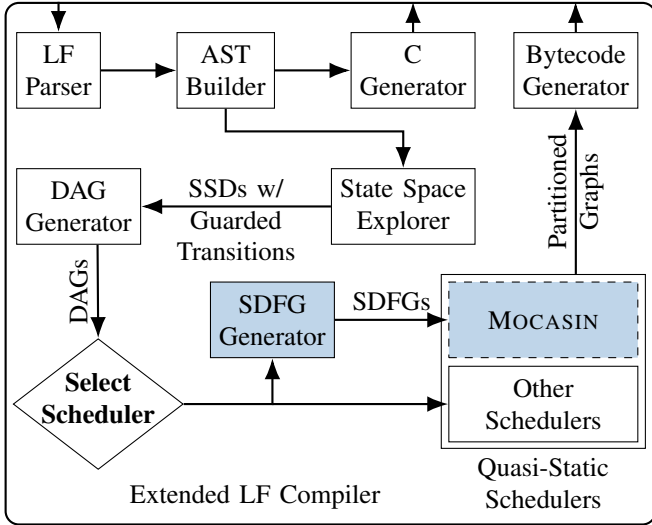 LF
Parser
AST
Builder
C
Generator
Bytecode
Generator
DAG
Generator
SSDs w/
Guarded
Transitions
State Space
Explorer
Partitioned
Graphs
DAGs
SDFG
Generator
SDFGs
MOCASIN
Select
Scheduler
Other
Schedulers
Quasi-Static
Schedulers
Extended LF Compiler